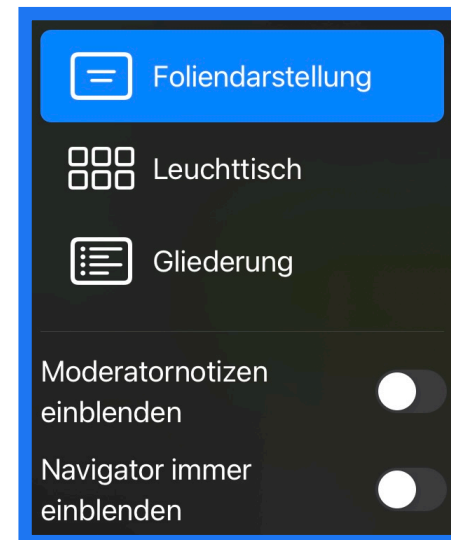 Foliendarstellung
Leuchttisch
Gliederung
Moderatornotizen
einblenden
Navigator immer
einblenden